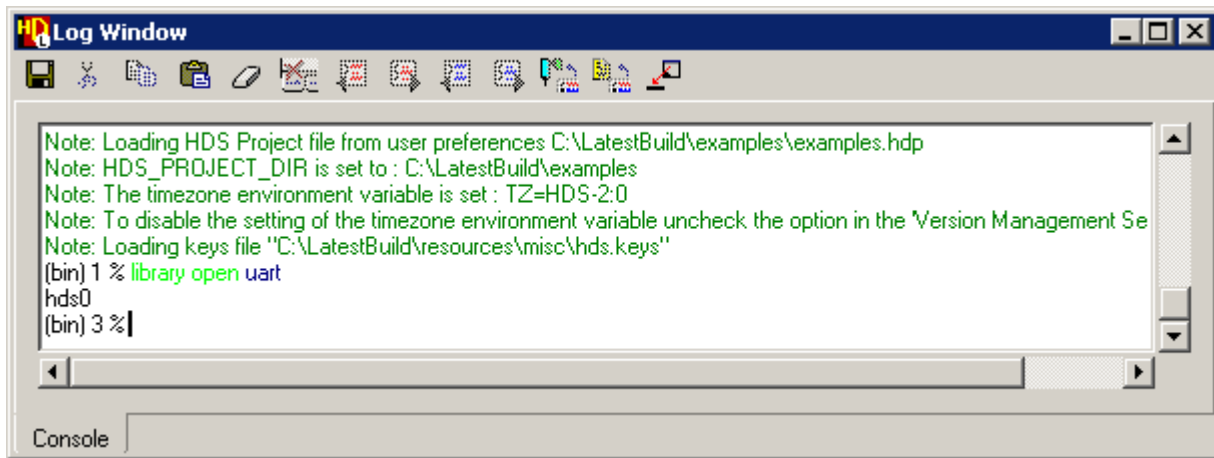 HDL Log Window
Note: Loading HDS Project file from user preferences C:\LatestBuild\examples\examples.hdp
Note: HDS_PROJECT_DIR is set to : C:\LatestBuild\examples
Note: The timezone environment variable is set : TZ=HDS-2:0
Note: To disable the setting of the timezone environment variable uncheck the option in the 'Version Management Se
Note: Loading keys file "C:\LatestBuild\resources\misc\hds.keys"
(bin) 1 % library open uart
hds0
(bin) 3 %
Console